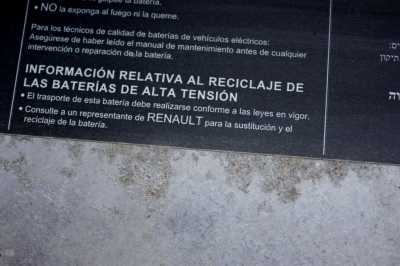 • NO la exponga al fuego ni la queme.
Para los técnicos de calidad de baterías de vehículos eléctricos:
Asegúrese de haber leído el manual de mantenimiento antes de cualquier
intervención o reparación de la batería.
INFORMACIÓN RELATIVA AL RECICLAJE DE
LAS BATERÍAS DE ALTA TENSIÓN
• El trasporte de esta batería debe realizarse conforme a las leyes en vigor.
• Consulte a un representante de RENAULT para la sustitución y el
reciclaje de la batería.